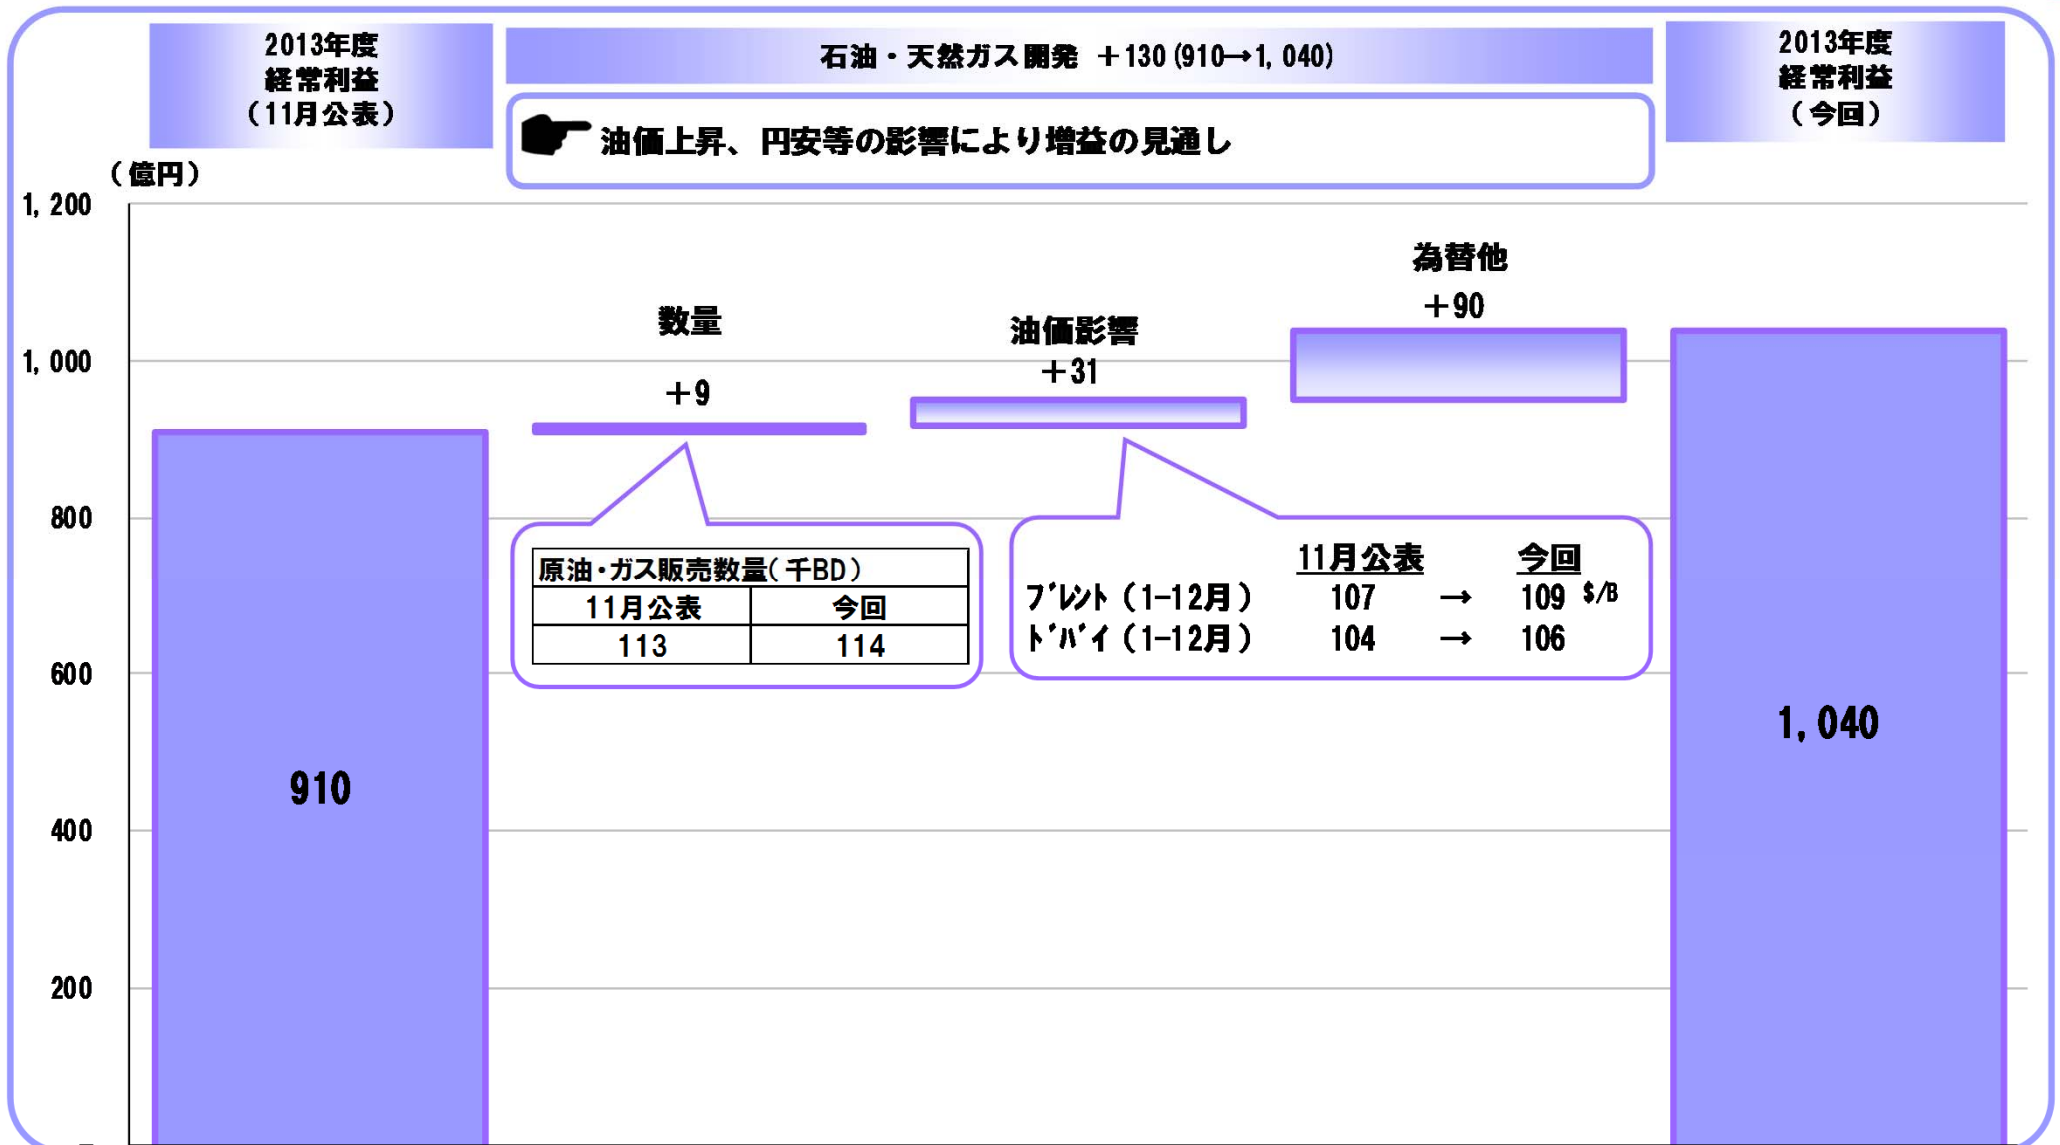 2013年度
経常利益
（11月公表）
石油・天然ガス開発 ＋130 (910→1,040)
油価上昇、円安等の影響により増益の見通し
2013年度
経常利益
（今回）
（億円）
1,200
1,000
800
600
400
200
910
数量
＋9
原油・ガス販売数量（千BD）
11月公表 今回
113 114
油価影響
＋31
11月公表 今回
ﾌﾞﾚﾝﾄ（1-12月） 107 → 109 $/B
ﾄﾞﾊﾞｲ（1-12月） 104 → 106
為替他
＋90
1,040